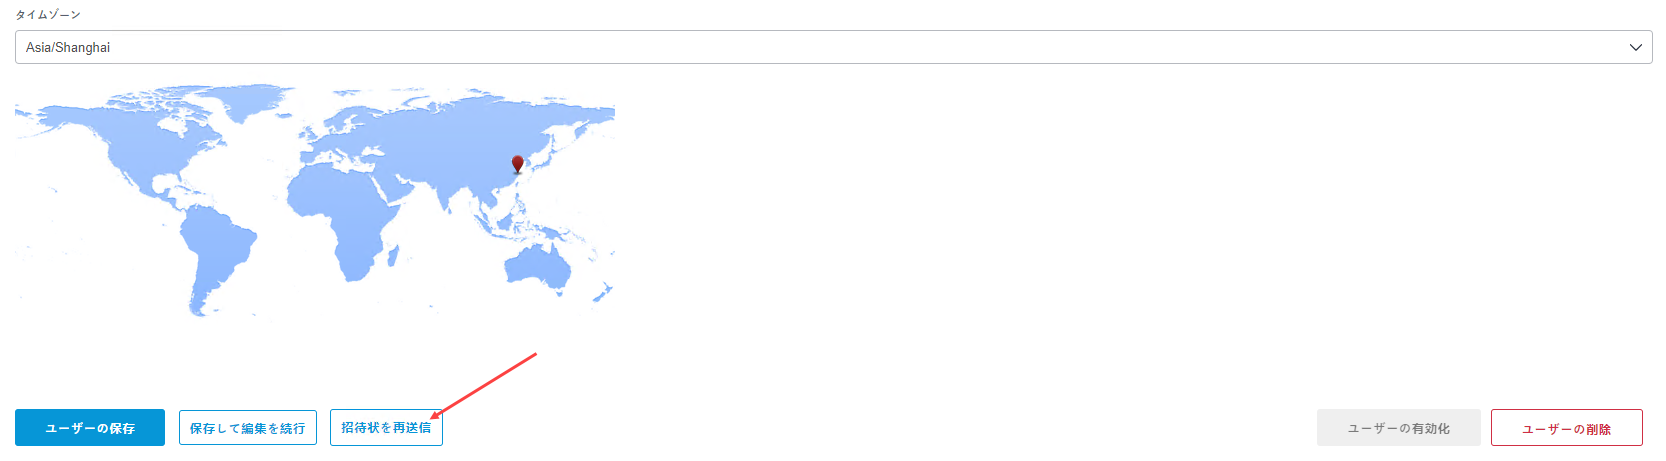 タイムゾーン
Asia/Shanghai
ユーザーの保存
保存して編集を続行
招待状を再送信
ユーザーの有効化
ユーザーの削除